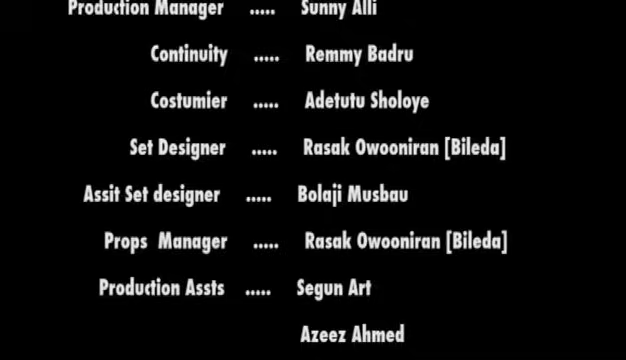 Production Manager ..... Sunny Alli
Continuity ..... Remmy Badru
Costumier ..... Adetutu Sholoye
Set Designer ..... Rasak Owooniran [Bileda]
Assit Set designer ..... Bolaji Musbau
Props Manager ..... Rasak Owooniran [Bileda]
Production Assts ..... Segun Art
Azeez Ahmed